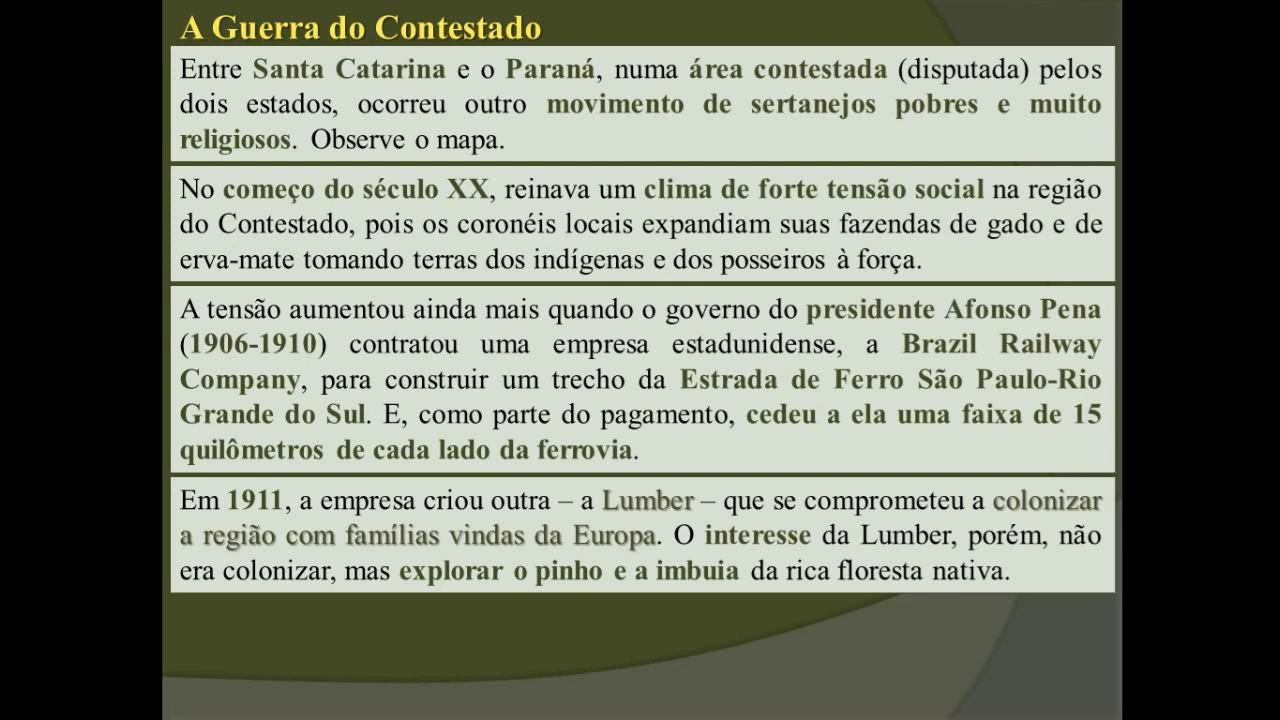 A Guerra do Contestado
Entre Santa Catarina e o Paraná, numa área contestada (disputada) pelos
dois estados, ocorreu outro movimento de sertanejos pobres e muito
religiosos. Observe o mapa.
No começo do século XX, reinava um clima de forte tensão social na região
do Contestado, pois os coronéis locais expandiam suas fazendas de gado e de
erva-mate tomando terras dos indígenas e dos posseiros à força.
A tensão aumentou ainda mais quando o governo do presidente Afonso Pena
(1906-1910) contratou uma empresa estadunidense, a Brazil Railway
Company, para construir um trecho da Estrada de Ferro São Paulo-Rio
Grande do Sul. E, como parte do pagamento, cedeu a ela uma faixa de 15
quilômetros de cada lado da ferrovia.
Em 1911, a empresa criou outra – a Lumber – que se comprometeu a colonizar
a região com famílias vindas da Europa. O interesse da Lumber, porém, não
era colonizar, mas explorar o pinho e a imbuia da rica floresta nativa.